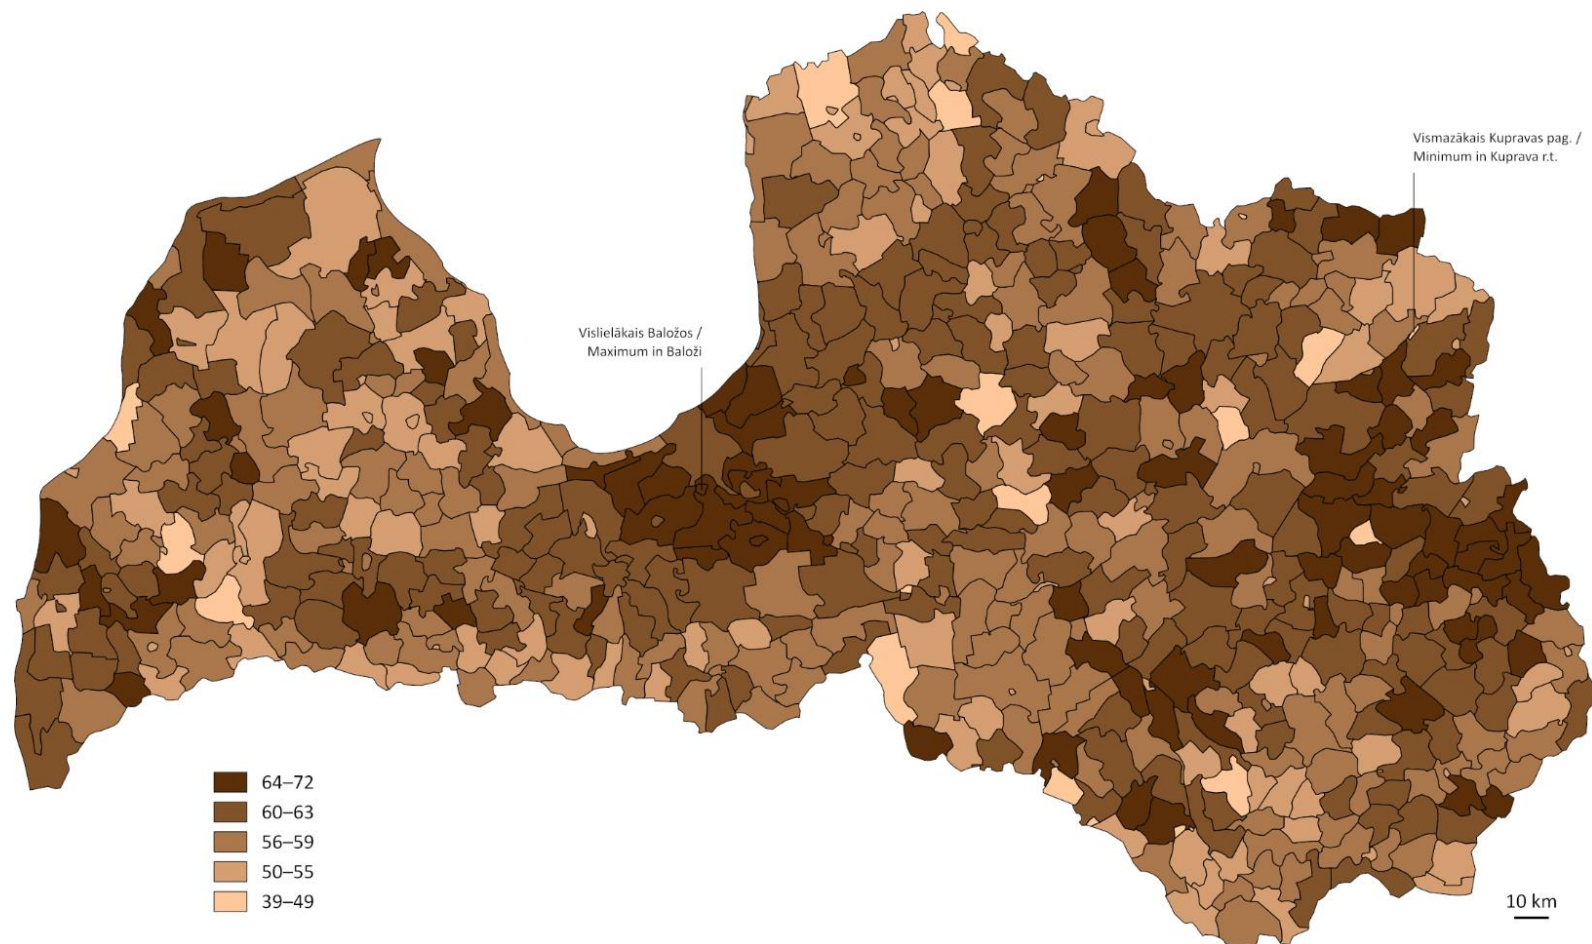 Vismazākais Kupravas pag. /
Minimum in Kuprava r.t.
Vislielākais Baložos /
Maximum in Baloži
64–72
60–63
56–59
50–55
39–49
10 km